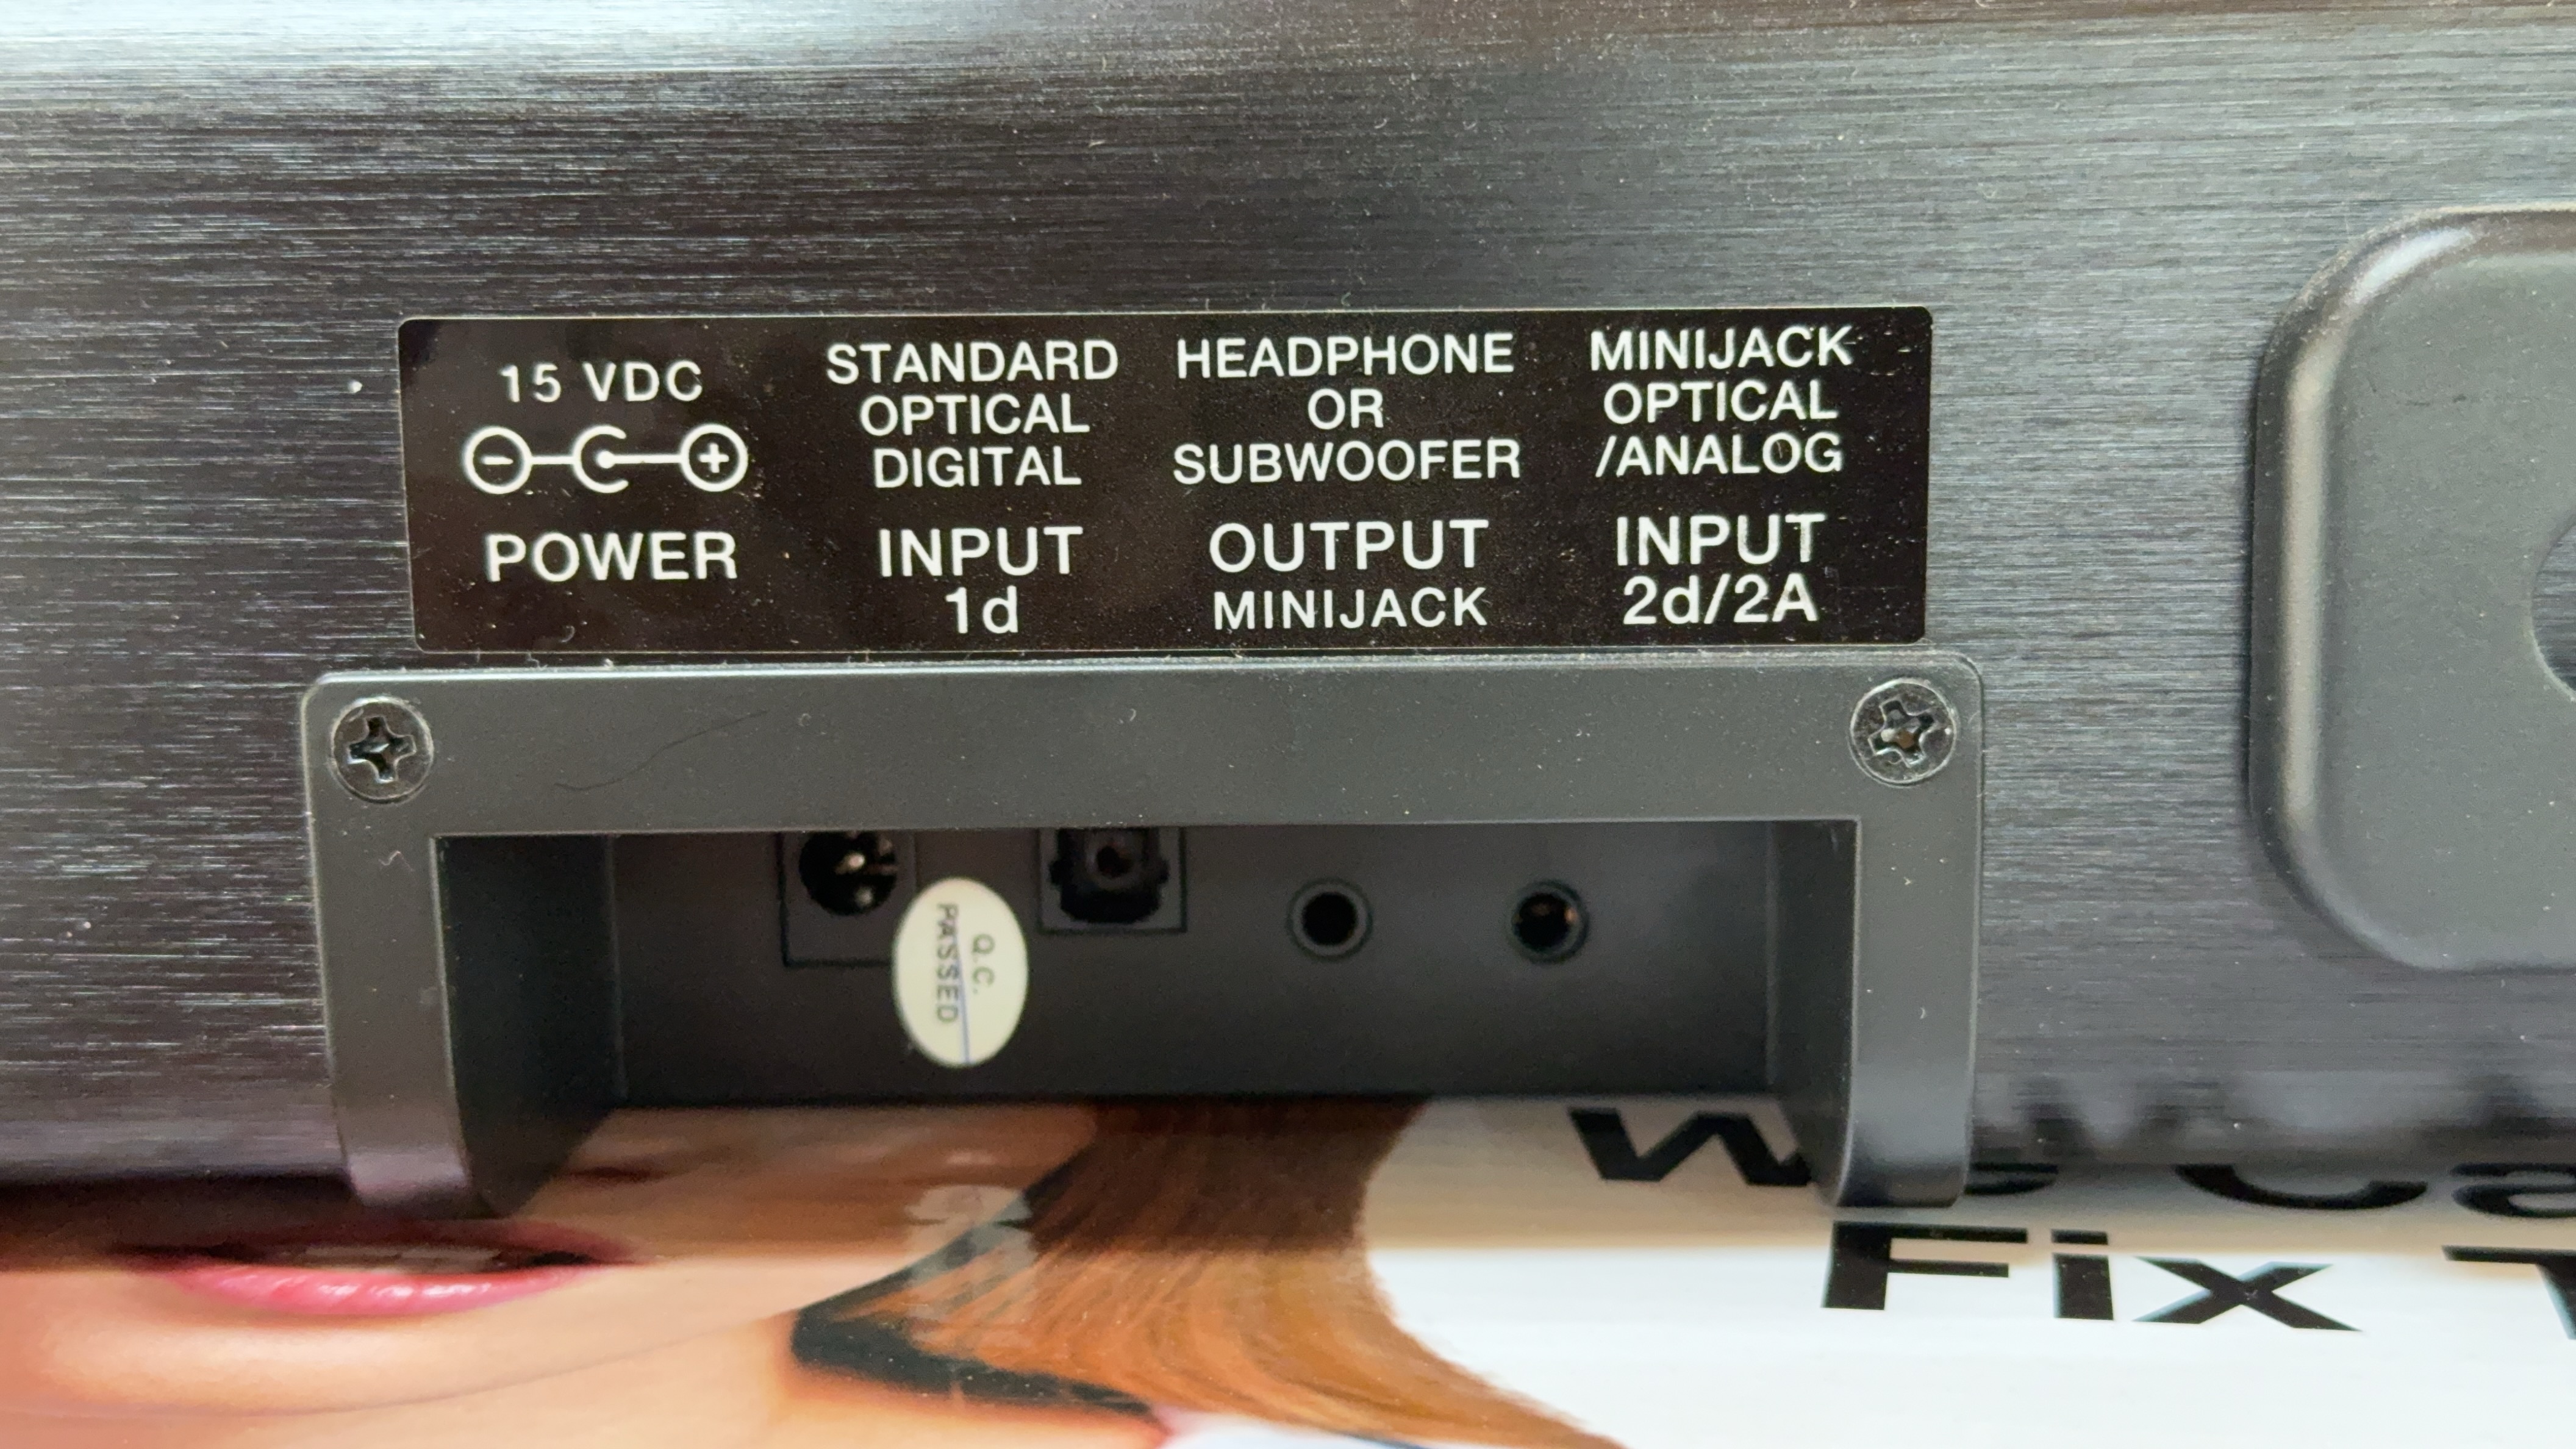 15 VDC
- +
POWER
STANDARD
OPTICAL
DIGITAL
INPUT
1d
HEADPHONE
OR
SUBWOOFER
OUTPUT
MINIJACK
MINIJACK
OPTICAL
/ANALOG
INPUT
2d/2A
Q.C.
PASSED
Fix